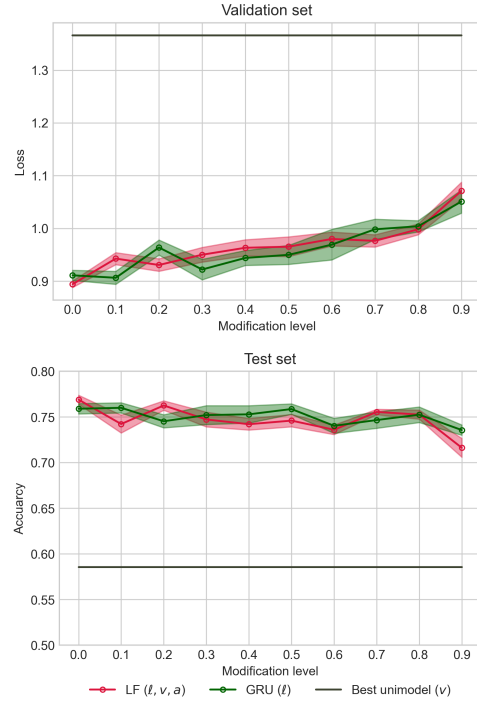 Validation set
1.3
1.2
1.1
1.0
0.9
Loss
0.0 0.1 0.2 0.3 0.4 0.5 0.6 0.7 0.8 0.9
Modification level
Test set
0.80
0.75
0.70
0.65
0.60
0.55
0.50
Accuarcy
0.0 0.1 0.2 0.3 0.4 0.5 0.6 0.7 0.8 0.9
Modification level
LF (ℓ, v, a) GRU (ℓ) Best unimodel (v)